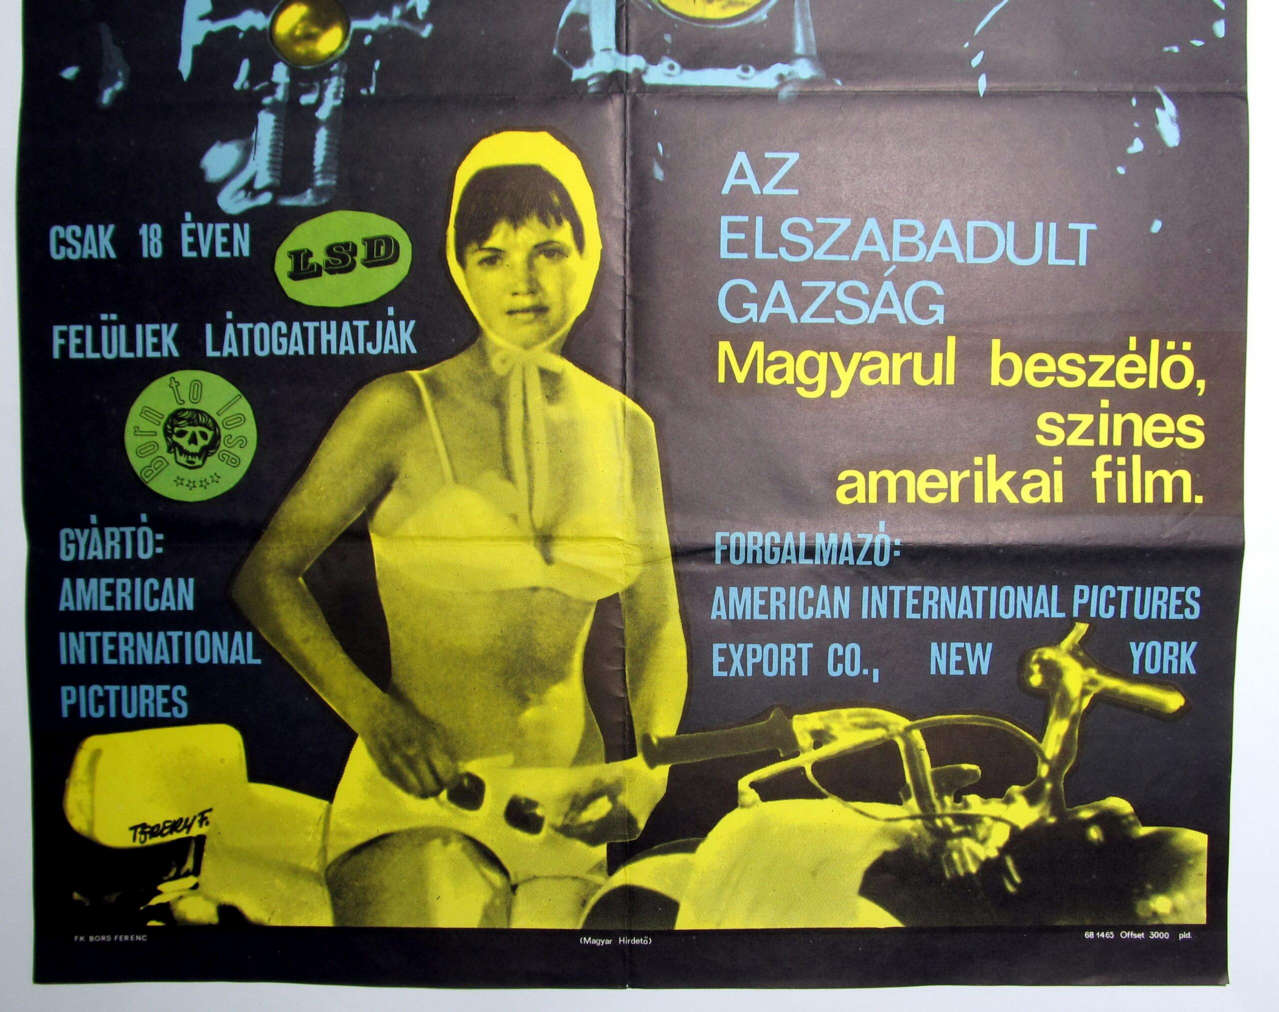 CSAK 18 ÉVEN
LSD
FELÜLIEK LÁTOGATHATJÁK
Born to lose
GYÁRTÓ:
AMERICAN
INTERNATIONAL
PICTURES
AZ
ELSZABADULT
GAZSÁG
Magyarul beszélö,
szines
amerikai film.
FORGALMAZÓ:
AMERICAN INTERNATIONAL PICTURES
EXPORT CO., NEW YORK
F.
FK BORS FERENC
(Magyar Hirdető)
68 1465 Offset 3000 pld.